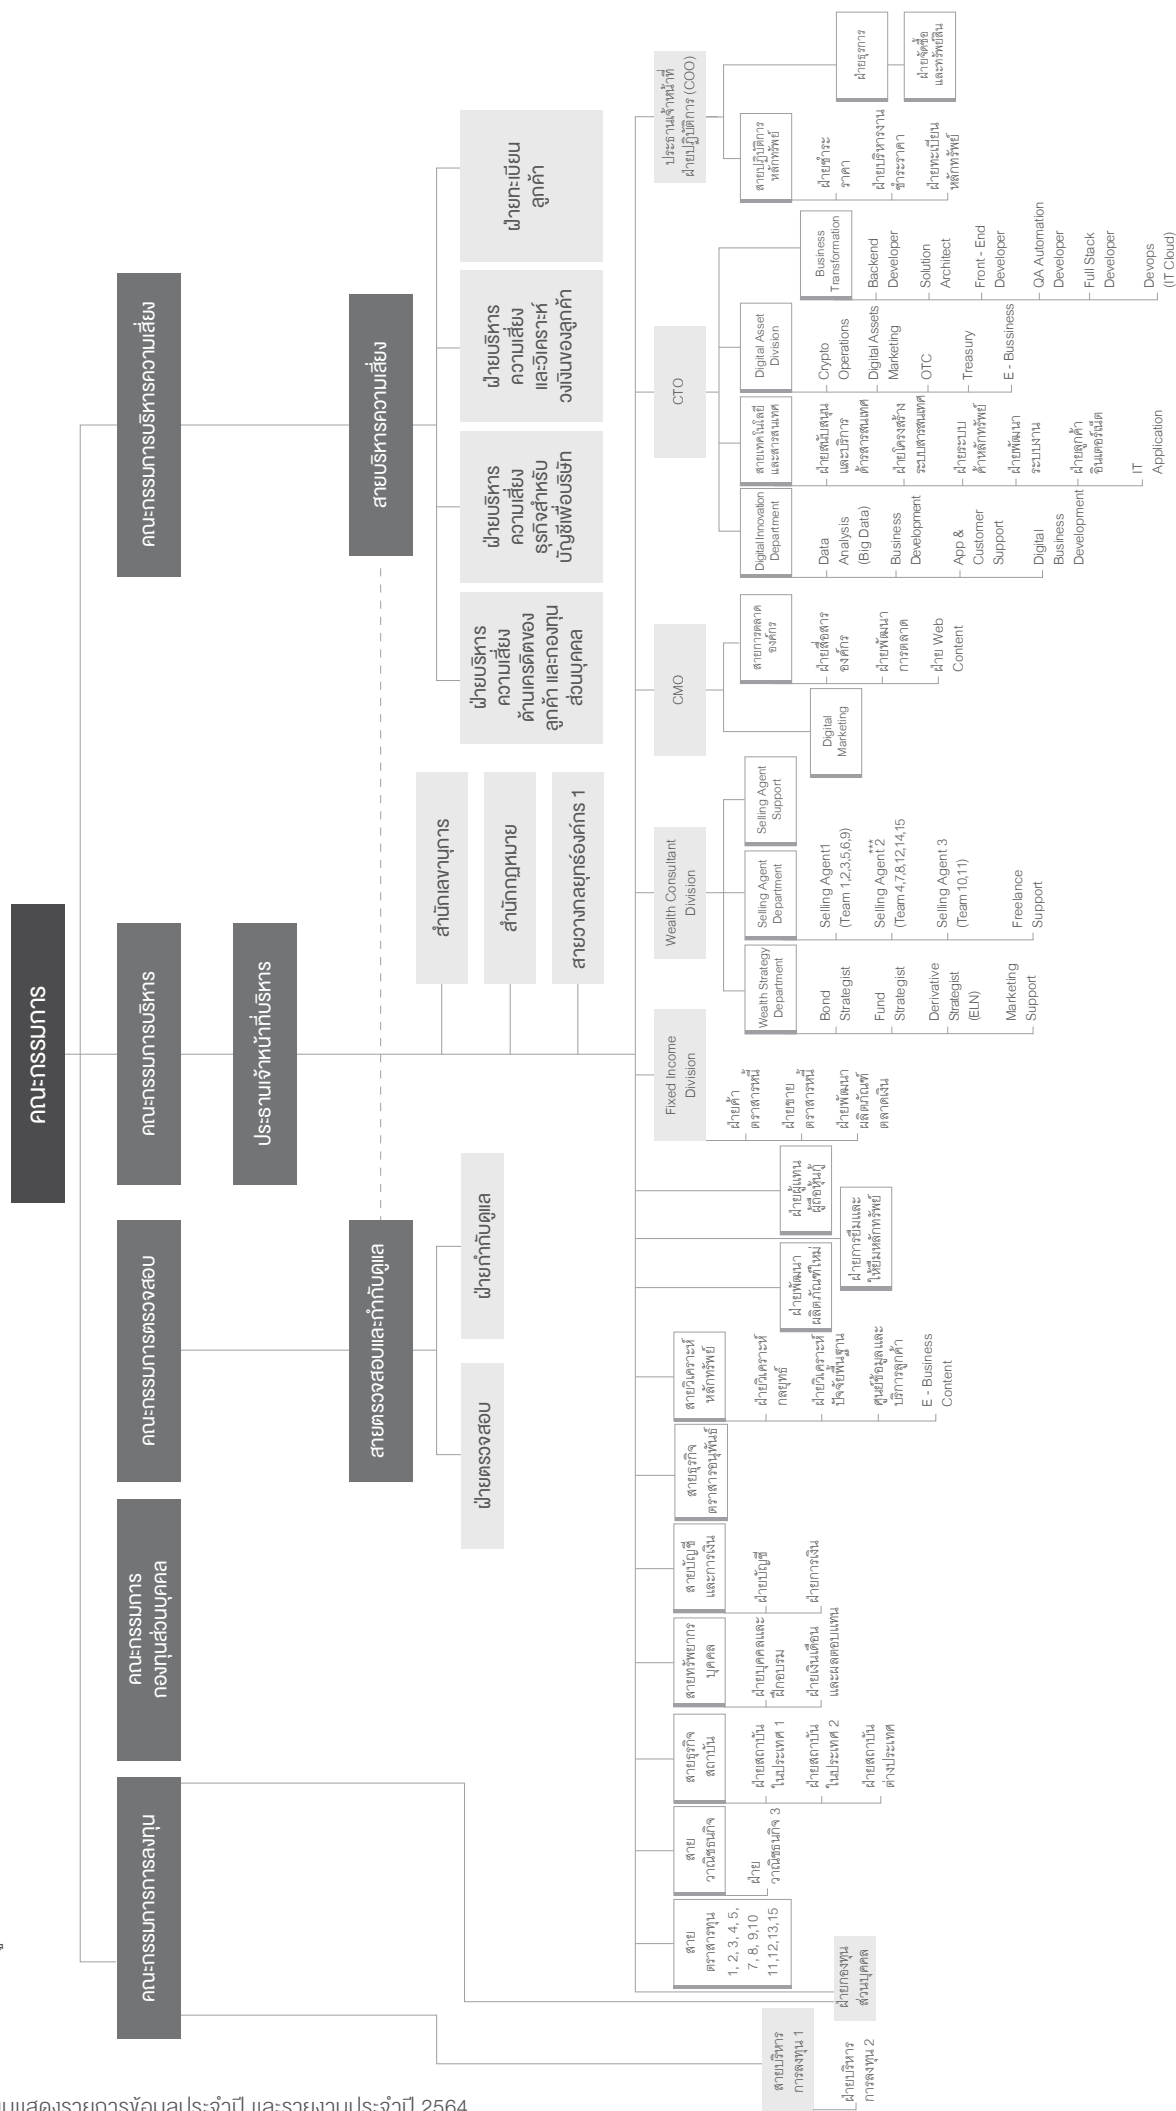 คณะกรรมการ
คณะกรรมการการลงทุน
คณะกรรมการ
กองทุนส่วนบุคคล
คณะกรรมการตรวจสอบ
คณะกรรมการบริหาร
คณะกรรมการบริหารความเสี่ยง
ประธานเจ้าหน้าที่บริหาร
สายตรวจสอบและกำกับดูแล
สายบริหารความเสี่ยง
ฝ่ายตรวจสอบ
ฝ่ายกำกับดูแล
สำนักเลขานุการ
สำนักกฎหมาย
สายวางกลยุทธ์องค์กร 1
ฝ่ายบริหาร
ความเสี่ยง
ด้านเครดิตของ
ลูกค้า และกองทุน
ส่วนบุคคล
ฝ่ายบริหาร
ความเสี่ยง
ธุรกิจสำหรับ
บัญชีเพื่อบริษัท
ฝ่ายบริหาร
ความเสี่ยง
และวิเคราะห์
วงเงินของลูกค้า
ฝ่ายทะเบียน
ลูกค้า
สายบริหาร
การลงทุน 1
ฝ่ายบริหาร
การลงทุน 2
ฝ่ายกองทุน
ส่วนบุคคล
สาย
ตราสารทุน
1, 2, 3, 4, 5,
7, 8, 9,10
11,12,13,15
สาย
วาณิชธนกิจ
ฝ่าย
วาณิชธนกิจ 3
สายธุรกิจ
สถาบัน
ฝ่ายสถาบัน
ในประเทศ 1
ฝ่ายสถาบัน
ในประเทศ 2
ฝ่ายสถาบัน
ต่างประเทศ
สายทรัพยากร
บุคคล
ฝ่ายบุคคลและ
ฝึกอบรม
ฝ่ายเงินเดือน
และผลตอบแทน
สายบัญชี
และการเงิน
ฝ่ายบัญชี
ฝ่ายการเงิน
สายธุรกิจ
ตราสารอนุพันธ์
สายวิเคราะห์
หลักทรัพย์
ฝ่ายวิเคราะห์
กลยุทธ์
ฝ่ายวิเคราะห์
ปัจจัยพื้นฐาน
ศูนย์ข้อมูลและ
บริการลูกค้า
E - Business
Content
ฝ่ายพัฒนา
ผลิตภัณฑ์ใหม่
ฝ่ายการยืมและ
ให้ยืมหลักทรัพย์
ฝ่ายผู้แทน
ผู้ถือหุ้นกู้
Fixed Income
Division
ฝ่ายค้า
ตราสารหนี้
ฝ่ายขาย
ตราสารหนี้
ฝ่ายพัฒนา
ผลิตภัณฑ์
ตลาดเงิน
Wealth Consultant
Division
Wealth Strategy
Department
Bond
Strategist
Fund
Strategist
Derivative
Strategist
(ELN)
Marketing
Support
Selling Agent
Department
Selling Agent1
(Team 1,2,3,5,6,9)
Selling Agent 2 ***
(Team 4,7,8,12,14,15
Selling Agent 3
(Team 10,11)
Freelance
Support
Selling Agent
Support
CMO
Digital
Marketing
สายการตลาด
องค์กร
ฝ่ายสื่อสาร
องค์กร
ฝ่ายพัฒนา
การตลาด
ฝ่าย Web
Content
CTO
Digital Innovation
Department
Data
Analysis
(Big Data)
Business
Development
App &
Customer
Support
Digital
Business
Development
สายเทคโนโลยี
และสารสนเทศ
ฝ่ายสนับสนุน
และบริการ
ด้ารสารสนเทศ
ฝ่ายโครงสร้าง
ระบบสารสนเทศ
ฝ่ายระบบ
ค้าหลักทรัพย์
ฝ่ายพัฒนา
ระบบงาน
ฝ่ายลูกค้า
อินเตอร์เน็ต
IT
Application
Digital Asset
Division
Crypto
Operations
Digital Assets
Marketing
OTC
Treasury
E - Bussiness
Business
Transformation
Backend
Developer
Solution
Architect
Front - End
Developer
QA Automation
Developer
Full Stack
Developer
Devops
(IT Cloud)
ประธานเจ้าหน้าที่
ฝ่ายปฏิบัติการ (COO)
สายปฏิบัติการ
หลักทรัพย์
ฝ่ายชำระ
ราคา
ฝ่ายบริหารงาน
ชำระราคา
ฝ่ายทะเบียน
หลักทรัพย์
ฝ่ายธุรการ
ฝ่ายจัดซื้อ
และทรัพย์สิน
แสดงรายการข้อมูลประจำปี และรายงานประจำปี 2564